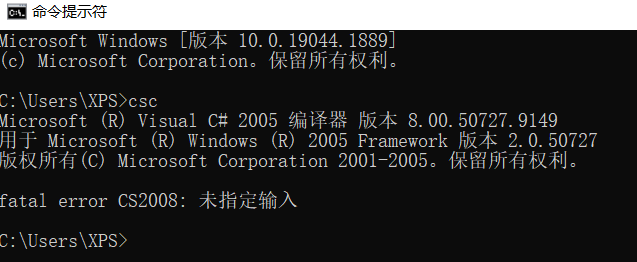 命令提示符
Microsoft Windows [版本 10.0.19044.1889]
(c) Microsoft Corporation。保留所有权利。
C:\Users\XPS>csc
Microsoft (R) Visual C# 2005 编译器 版本 8.00.50727.9149
用于 Microsoft (R) Windows (R) 2005 Framework 版本 2.0.50727
版权所有(C) Microsoft Corporation 2001-2005。保留所有权利。
fatal error CS2008: 未指定输入
C:\Users\XPS>